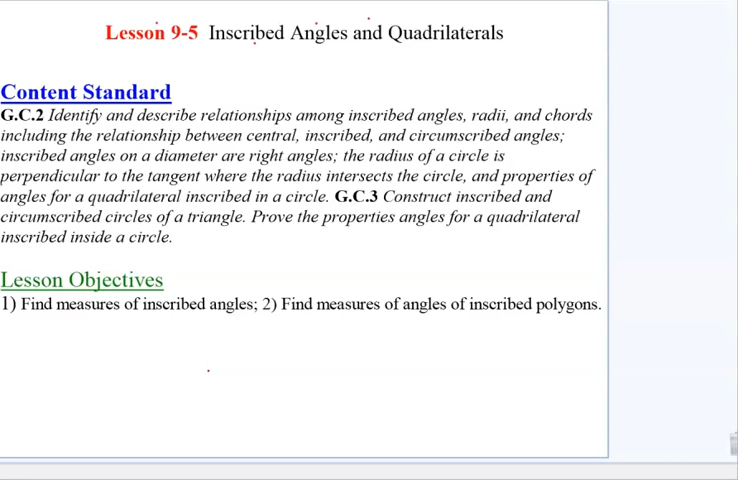 Lesson 9-5 Inscribed Angles and Quadrilaterals
Content Standard
G.C.2 Identify and describe relationships among inscribed angles, radii, and chords
including the relationship between central, inscribed, and circumscribed angles;
inscribed angles on a diameter are right angles; the radius of a circle is
perpendicular to the tangent where the radius intersects the circle, and properties of
angles for a quadrilateral inscribed in a circle. G.C.3 Construct inscribed and
circumscribed circles of a triangle. Prove the properties angles for a quadrilateral
inscribed inside a circle.
Lesson Objectives
1) Find measures of inscribed angles; 2) Find measures of angles of inscribed polygons.